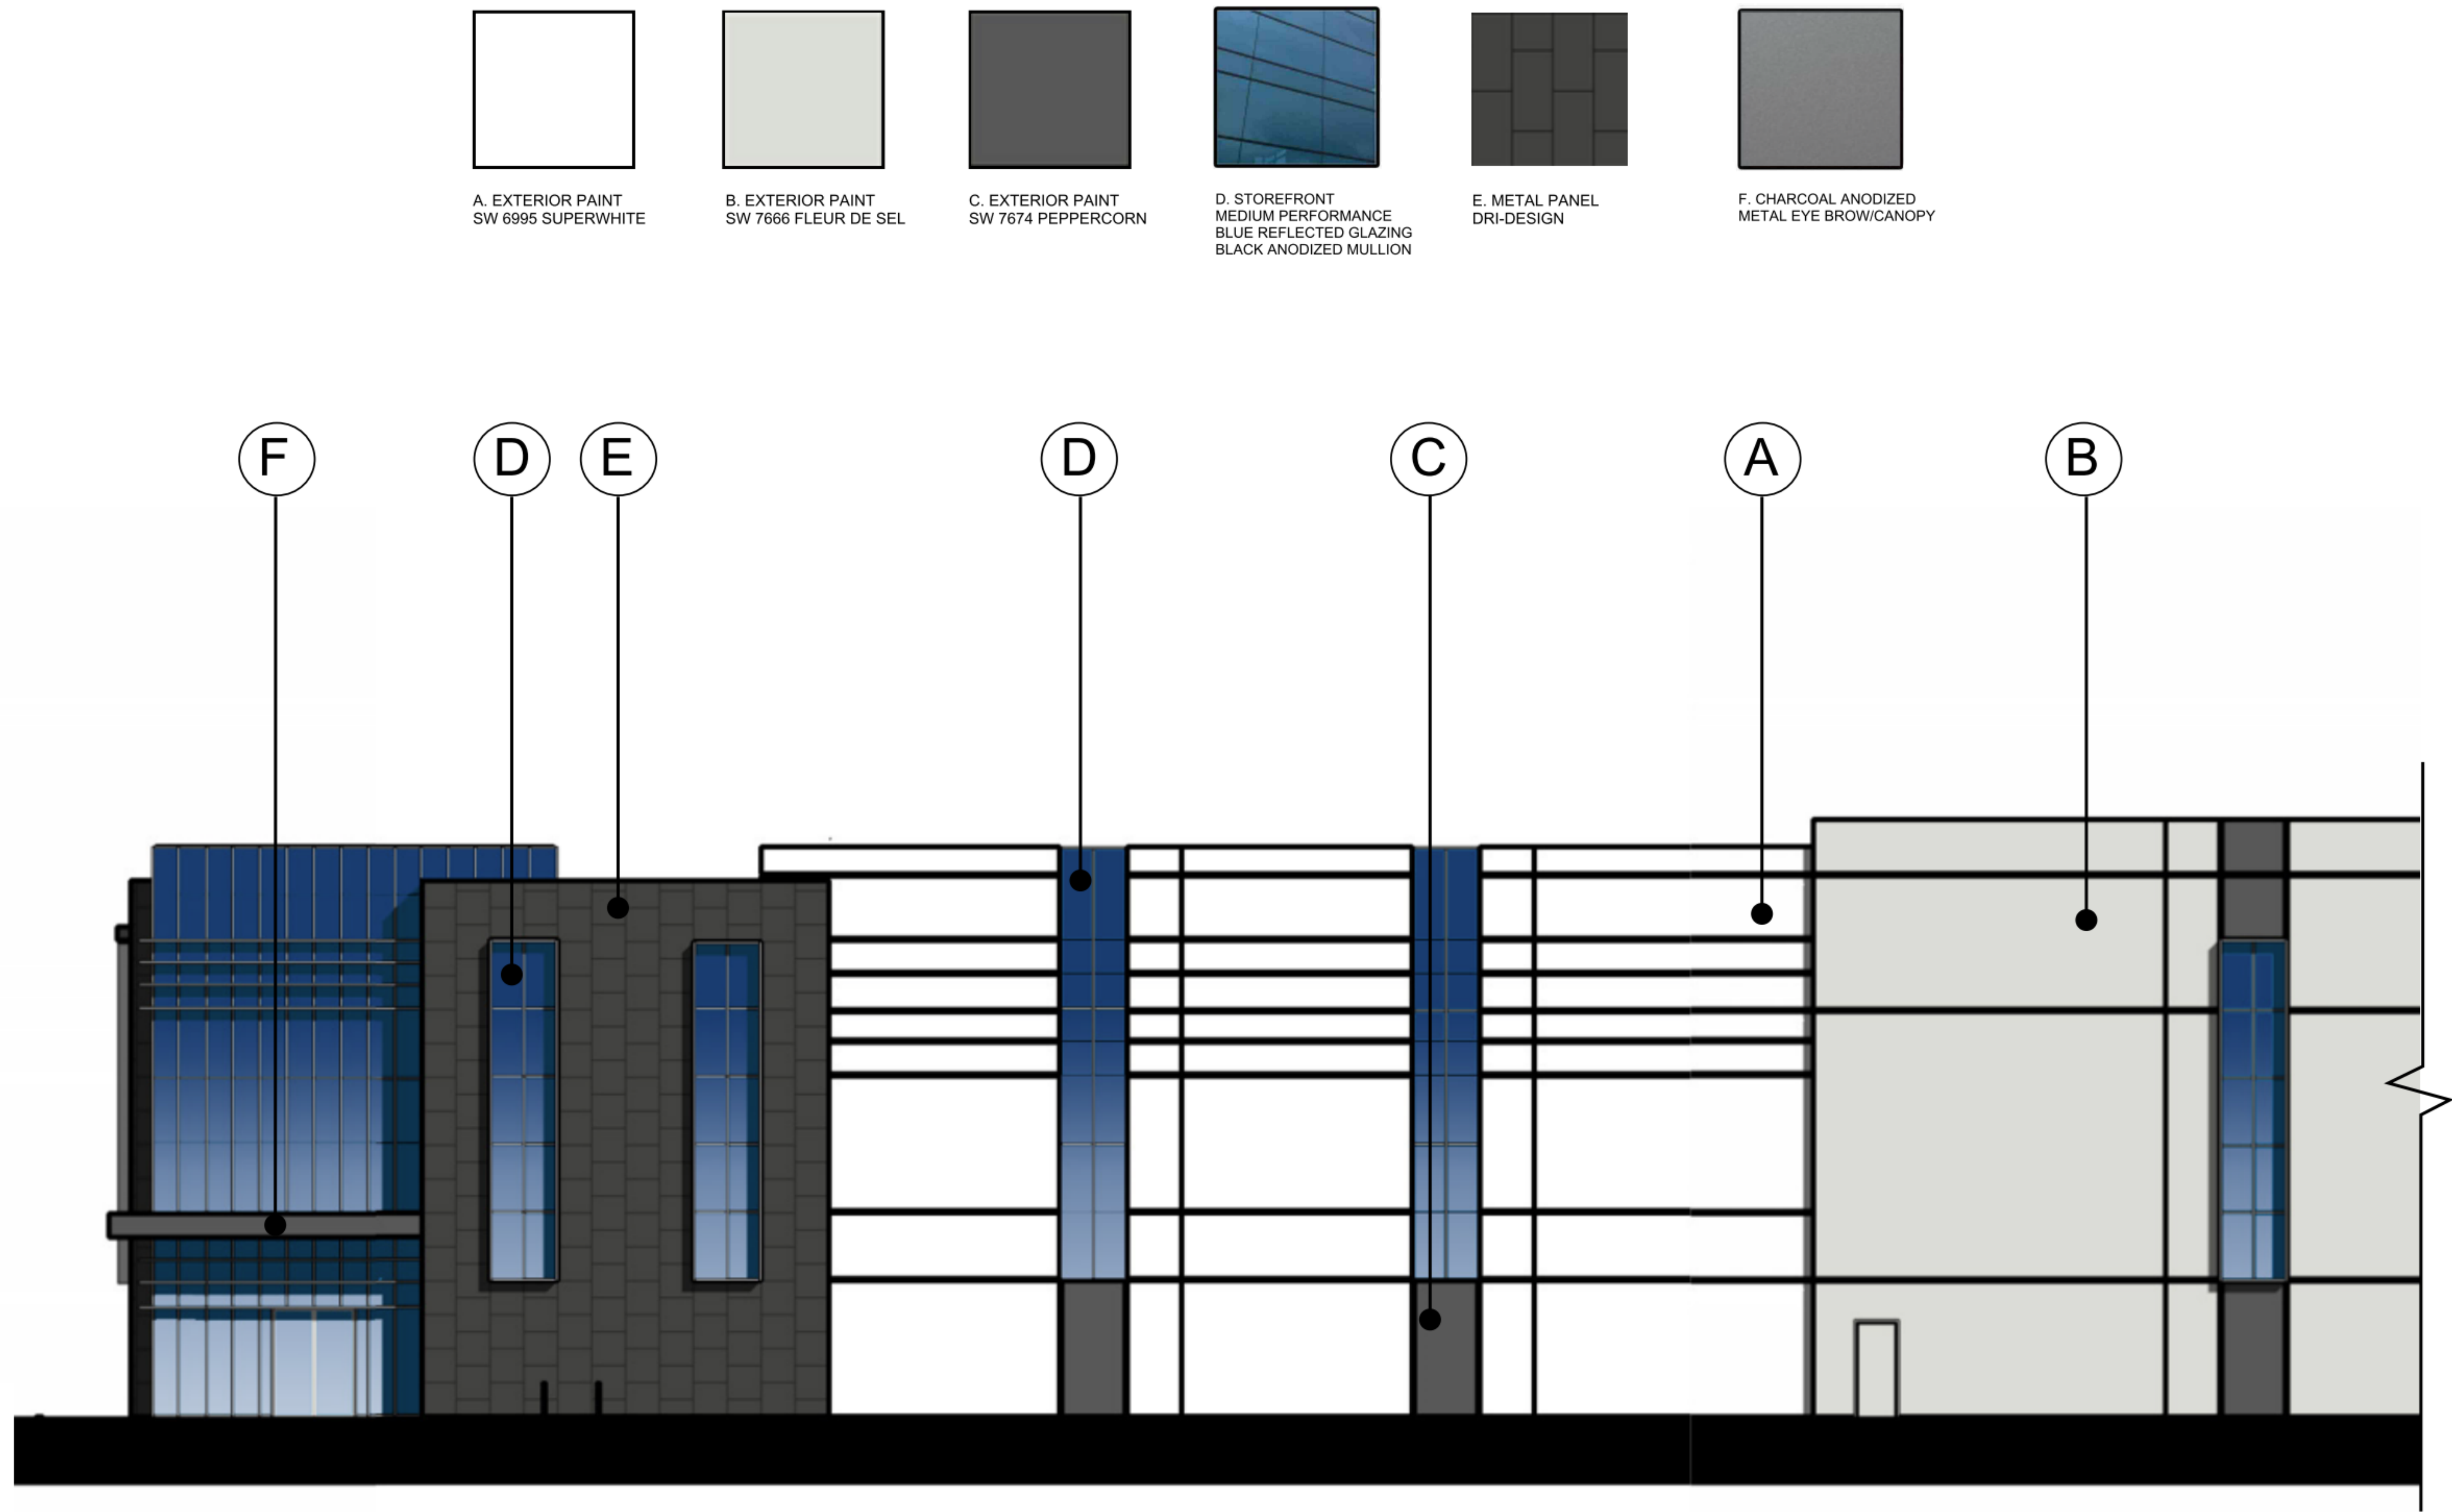 A. EXTERIOR PAINT
SW 6995 SUPERWHITE
B. EXTERIOR PAINT
SW 7666 FLEUR DE SEL
C. EXTERIOR PAINT
SW 7674 PEPPERCORN
D. STOREFRONT
MEDIUM PERFORMANCE
BLUE REFLECTED GLAZING
BLACK ANODIZED MULLION
E. METAL PANEL
DRI-DESIGN
F. CHARCOAL ANODIZED
METAL EYE BROW/CANOPY
F
D
E
D
C
A
B